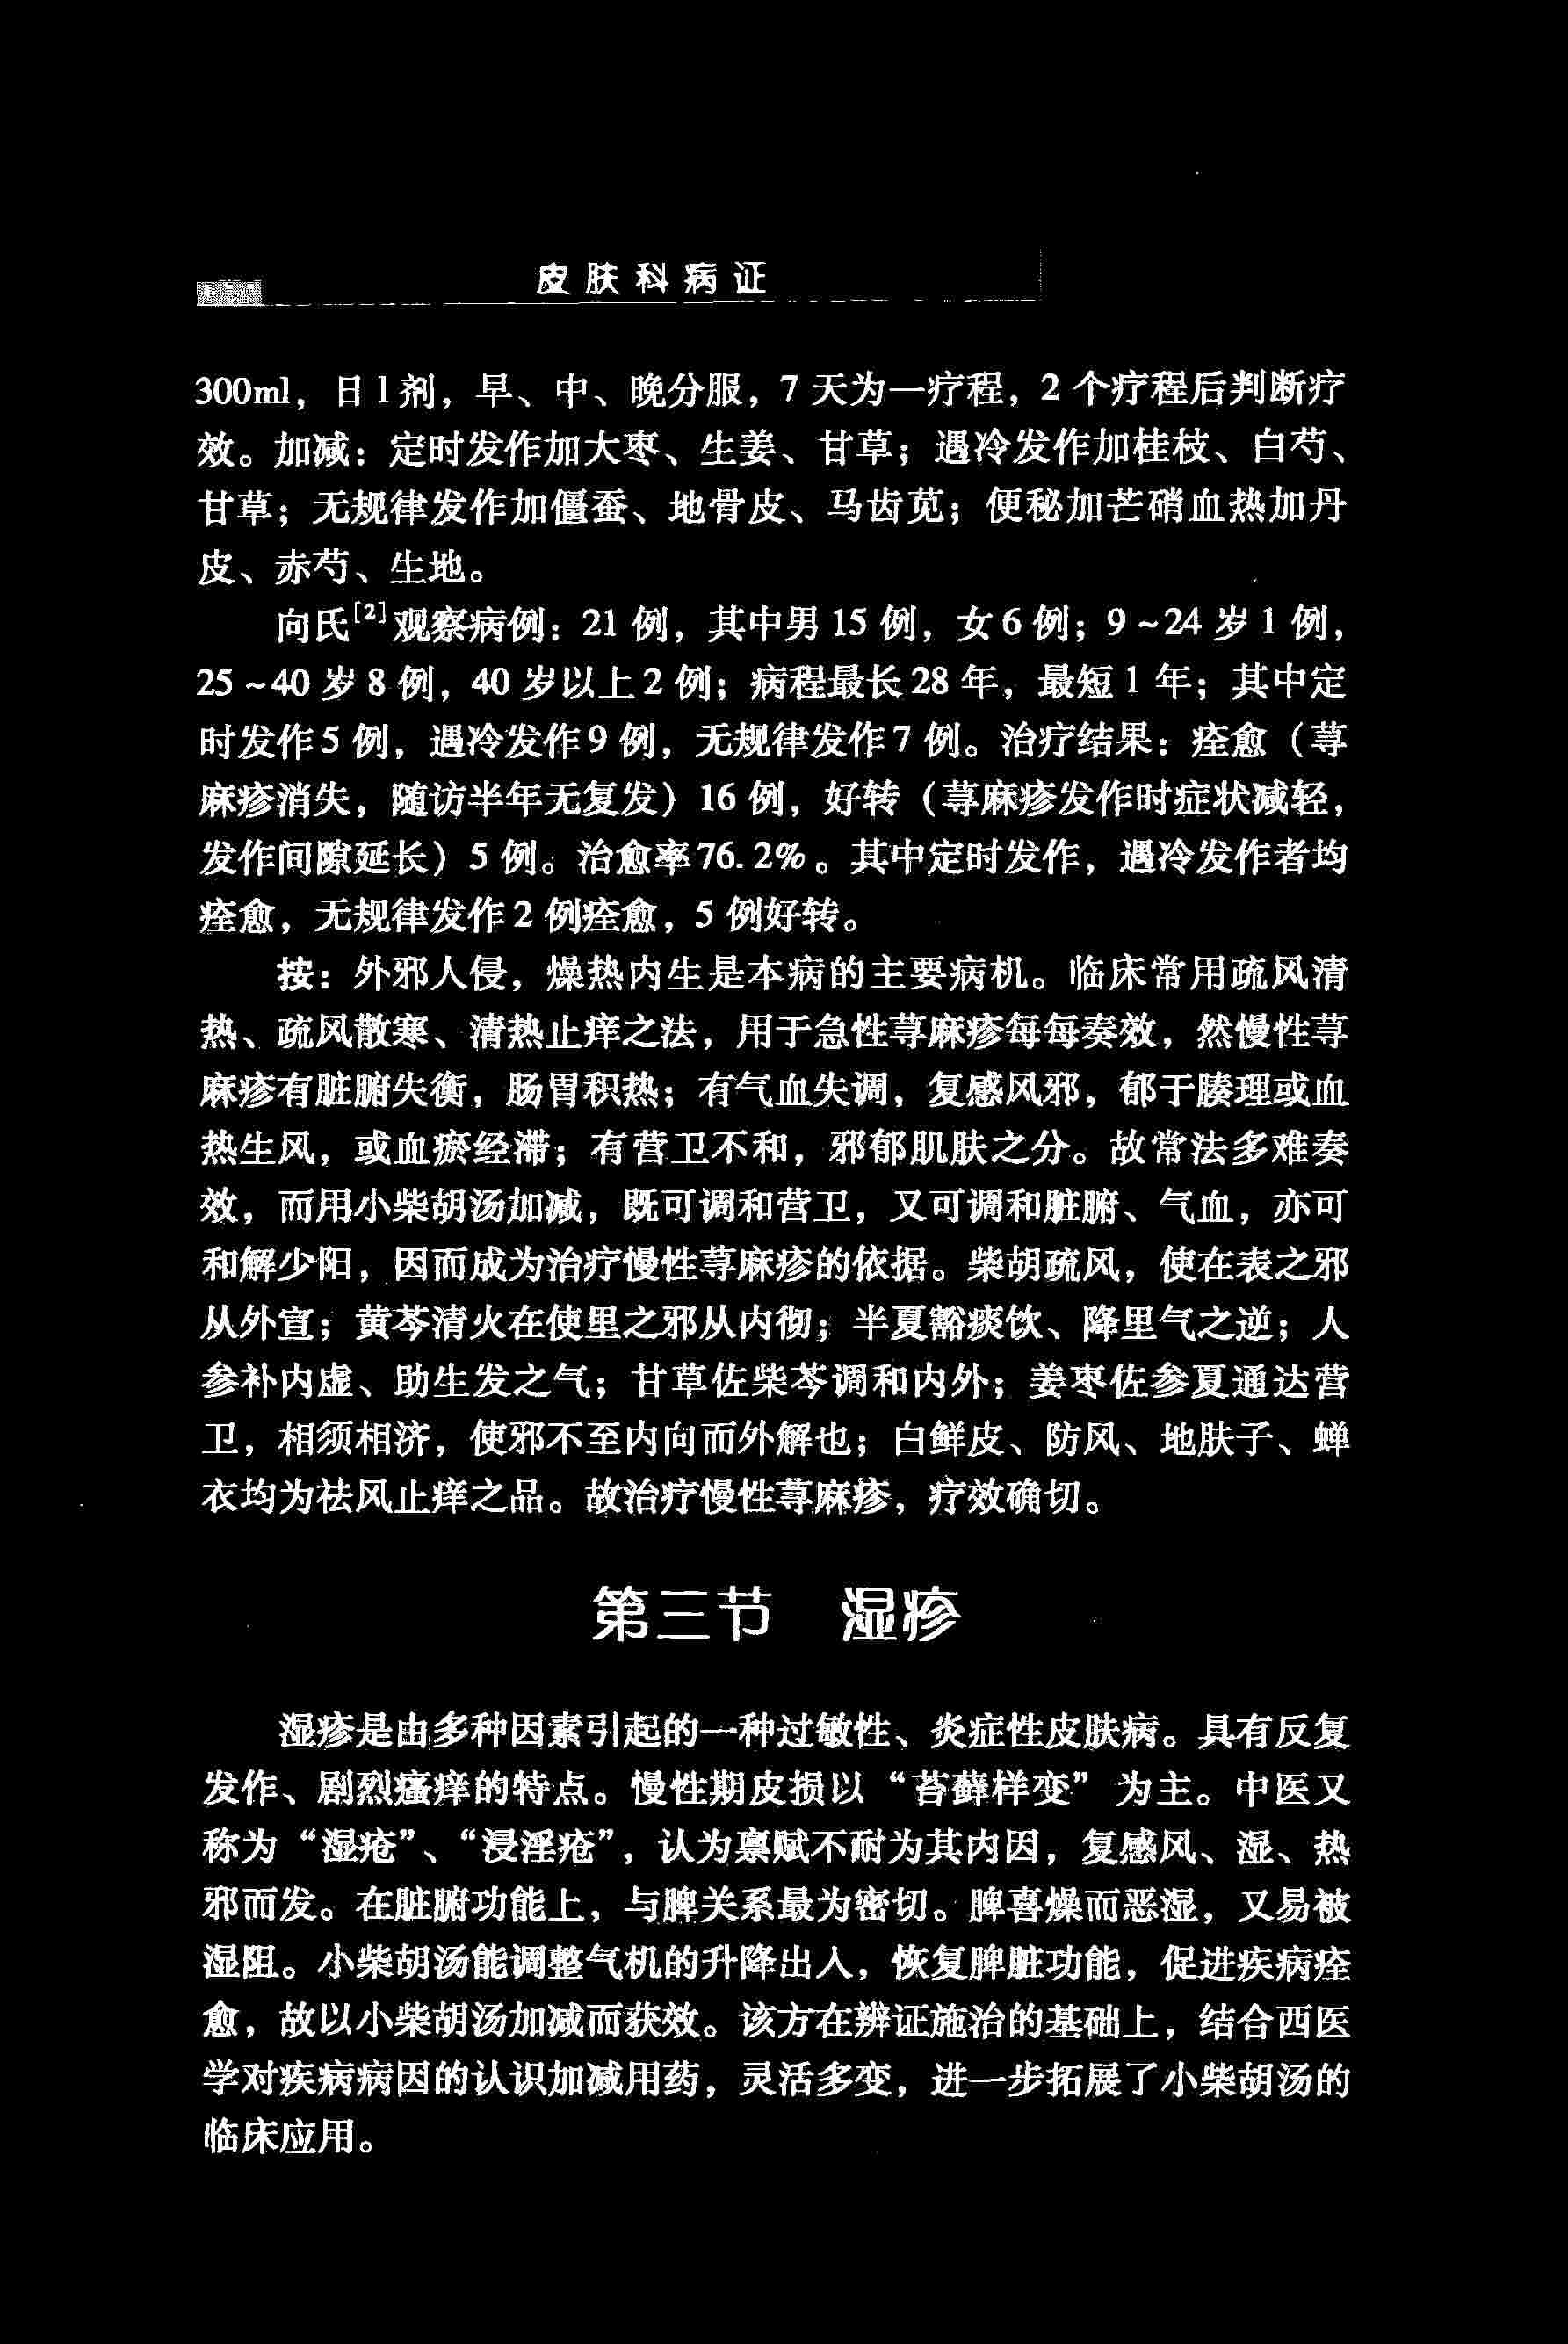 皮肤科病证
300ml，日1剂，早、中、晚分服，7天为一疗程，2个疗程后判断疗
效。加减：定时发作加大枣、生姜、甘草；遇冷发作加桂枝、白芍、
甘草；无规律发作加僵蚕、地骨皮、马齿苋；便秘加芒硝血热加丹
皮、赤芍、生地。
向氏[2]观察病例：21例，其中男15例，女6例；9~24岁1例，
25~40岁8例，40岁以上2例；病程最长28年，最短1年；其中定
时发作5例，遇冷发作9例，无规律发作7例。治疗结果：痊愈（荨
麻疹消失，随访半年无复发）16例，好转（荨麻疹发作时症状减轻，
发作间隙延长）5例。治愈率76.2%。其中定时发作，遇冷发作者均
痊愈，无规律发作2例痊愈，5例好转。
按：外邪人侵，燥热内生是本病的主要病机。临床常用疏风清
热、疏风散寒、清热止痒之法，用于急性荨麻疹每每奏效，然慢性荨
麻疹有脏腑失衡，肠胃积热；有气血失调，复感风邪，郁于腠理或血
热生风，或血瘀经滞；有营卫不和，邪郁肌肤之分。故常法多难奏
效，而用小柴胡汤加减，既可调和营卫，又可调和脏腑、气血，亦可
和解少阳，因而成为治疗慢性荨麻疹的依据。柴胡疏风，使在表之邪
从外宣；黄芩清火在使里之邪从内彻；半夏豁痰饮、降里气之逆；人
参补内虚、助生发之气；甘草佐柴芩调和内外；姜枣佐参夏通达营
卫，相须相济，使邪不至内向而外解也；白鲜皮、防风、地肤子、蝉
衣均为祛风止痒之品。故治疗慢性荨麻疹，疗效确切。
第三节 湿疹
湿疹是由多种因素引起的一种过敏性、炎症性皮肤病。具有反复
发作、剧烈瘙痒的特点。慢性期皮损以“苔藓样变”为主。中医又
称为“湿疮”、“浸淫疮”，认为禀赋不耐为其内因，复感风、湿、热
邪而发。在脏腑功能上，与脾关系最为密切。脾喜燥而恶湿，又易被
湿阻。小柴胡汤能调整气机的升降出入，恢复脾脏功能，促进疾病痊
愈，故以小柴胡汤加减而获效。该方在辨证施治的基础上，结合西医
学对疾病病因的认识加减用药，灵活多变，进一步拓展了小柴胡汤的
临床应用。